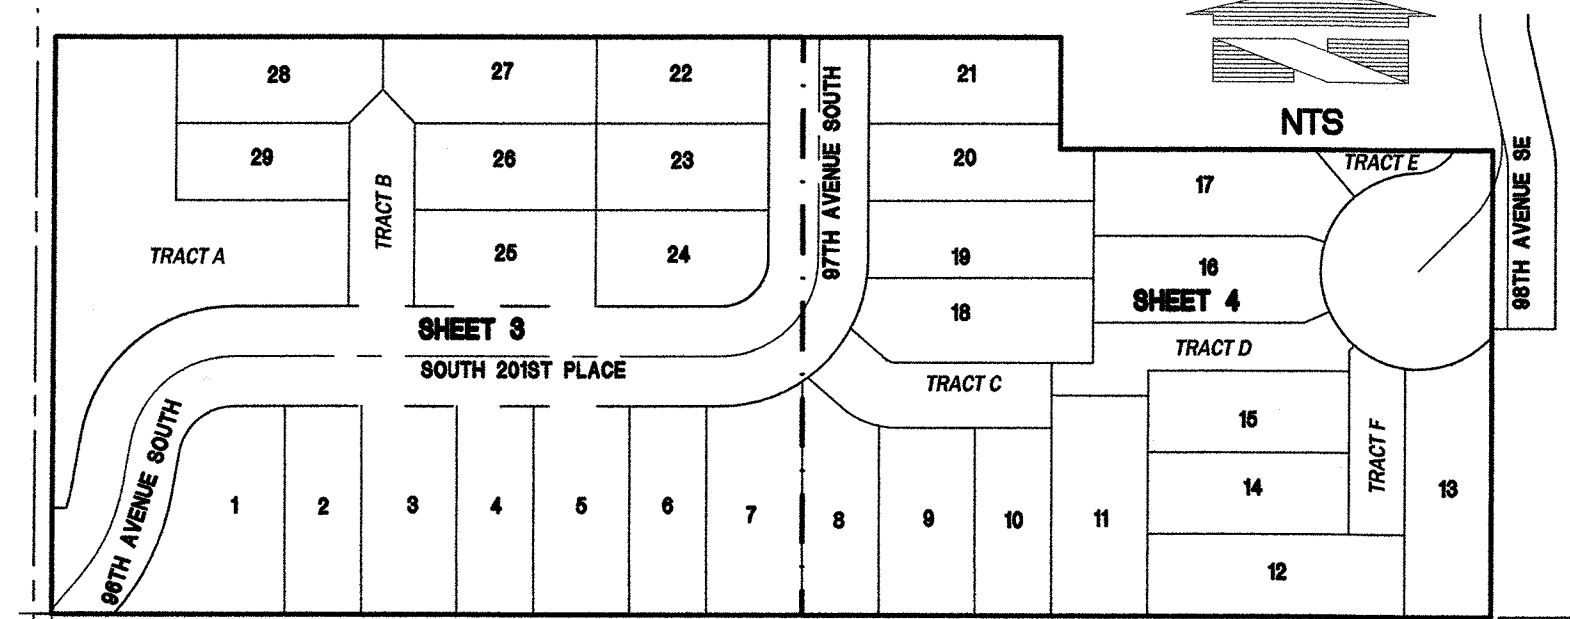 28
27
22
21
NTS
97TH AVENUE SOUTH
29
26
23
20
17
TRACT E
98TH AVENUE SE
TRACT B
TRACT A
25
24
19
16
SHEET 4
18
SHEET 3
SOUTH 201ST PLACE
TRACT D
TRACT C
96TH AVENUE SOUTH
15
TRACT F
1
2
3
4
5
6
7
8
9
10
11
14
13
12